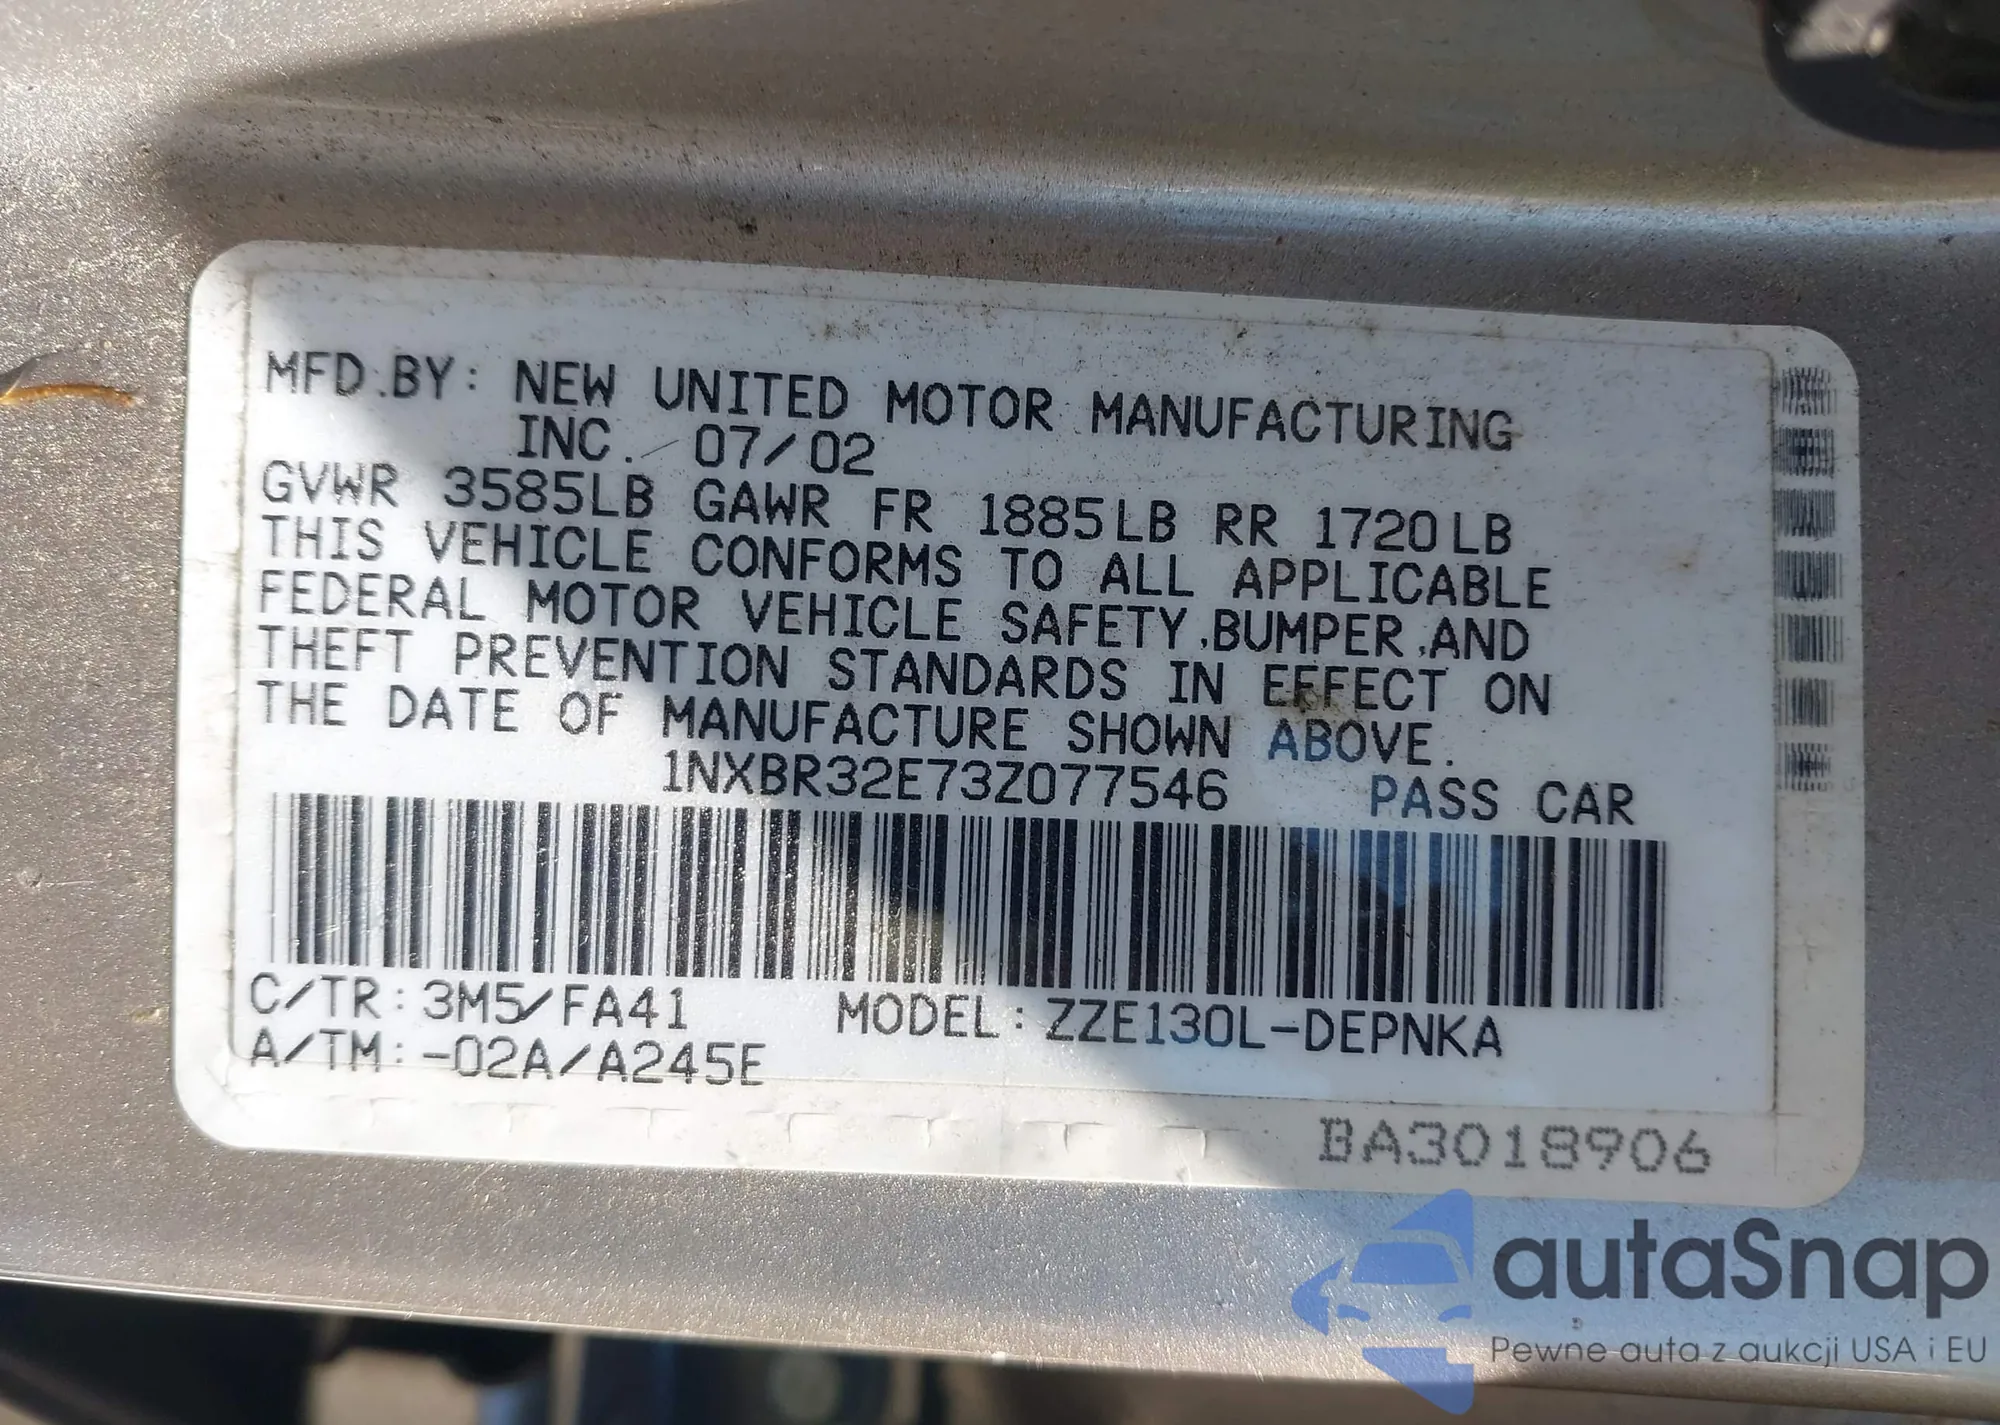 MFD.BY: NEW UNITED MOTOR MANUFACTURING
INC. 07/02
GVWR 3585LB GAWR FR 1885LB RR 1720LB
THIS VEHICLE CONFORMS TO ALL APPLICABLE
FEDERAL MOTOR VEHICLE SAFETY,BUMPER,AND
THEFT PREVENTION STANDARDS IN EFFECT ON
THE DATE OF MANUFACTURE SHOWN ABOVE.
1NXBR32E73Z077546 PASS CAR
C/TR: 3M5/FA41 MODEL: ZZE130L-DEPNKA
A/TM: -02A/A245E
BA3018906
autaSnap
Pewne auta z aukcji USA i EU